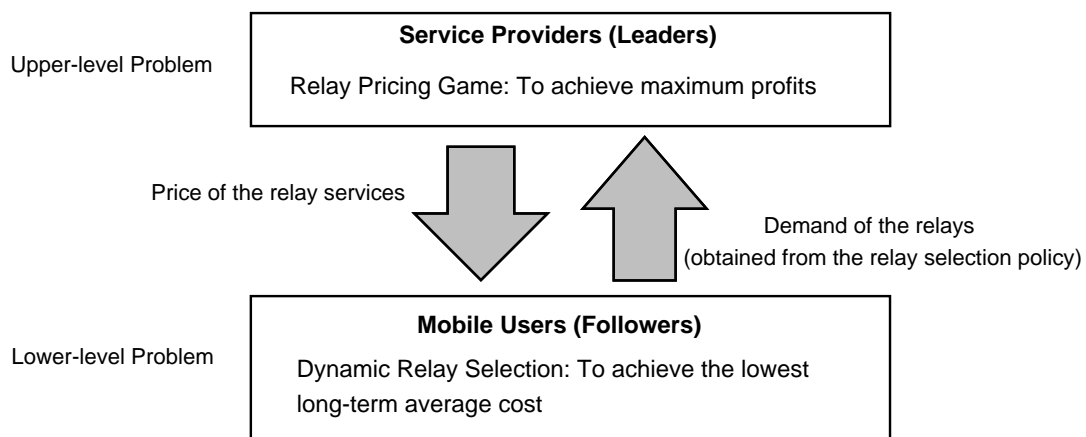 Service Providers (Leaders)
Upper-level Problem
Relay Pricing Game: To achieve maximum profits
Price of the relay services
Demand of the relays
(obtained from the relay selection policy)
Mobile Users (Followers)
Lower-level Problem
Dynamic Relay Selection: To achieve the lowest
long-term average cost